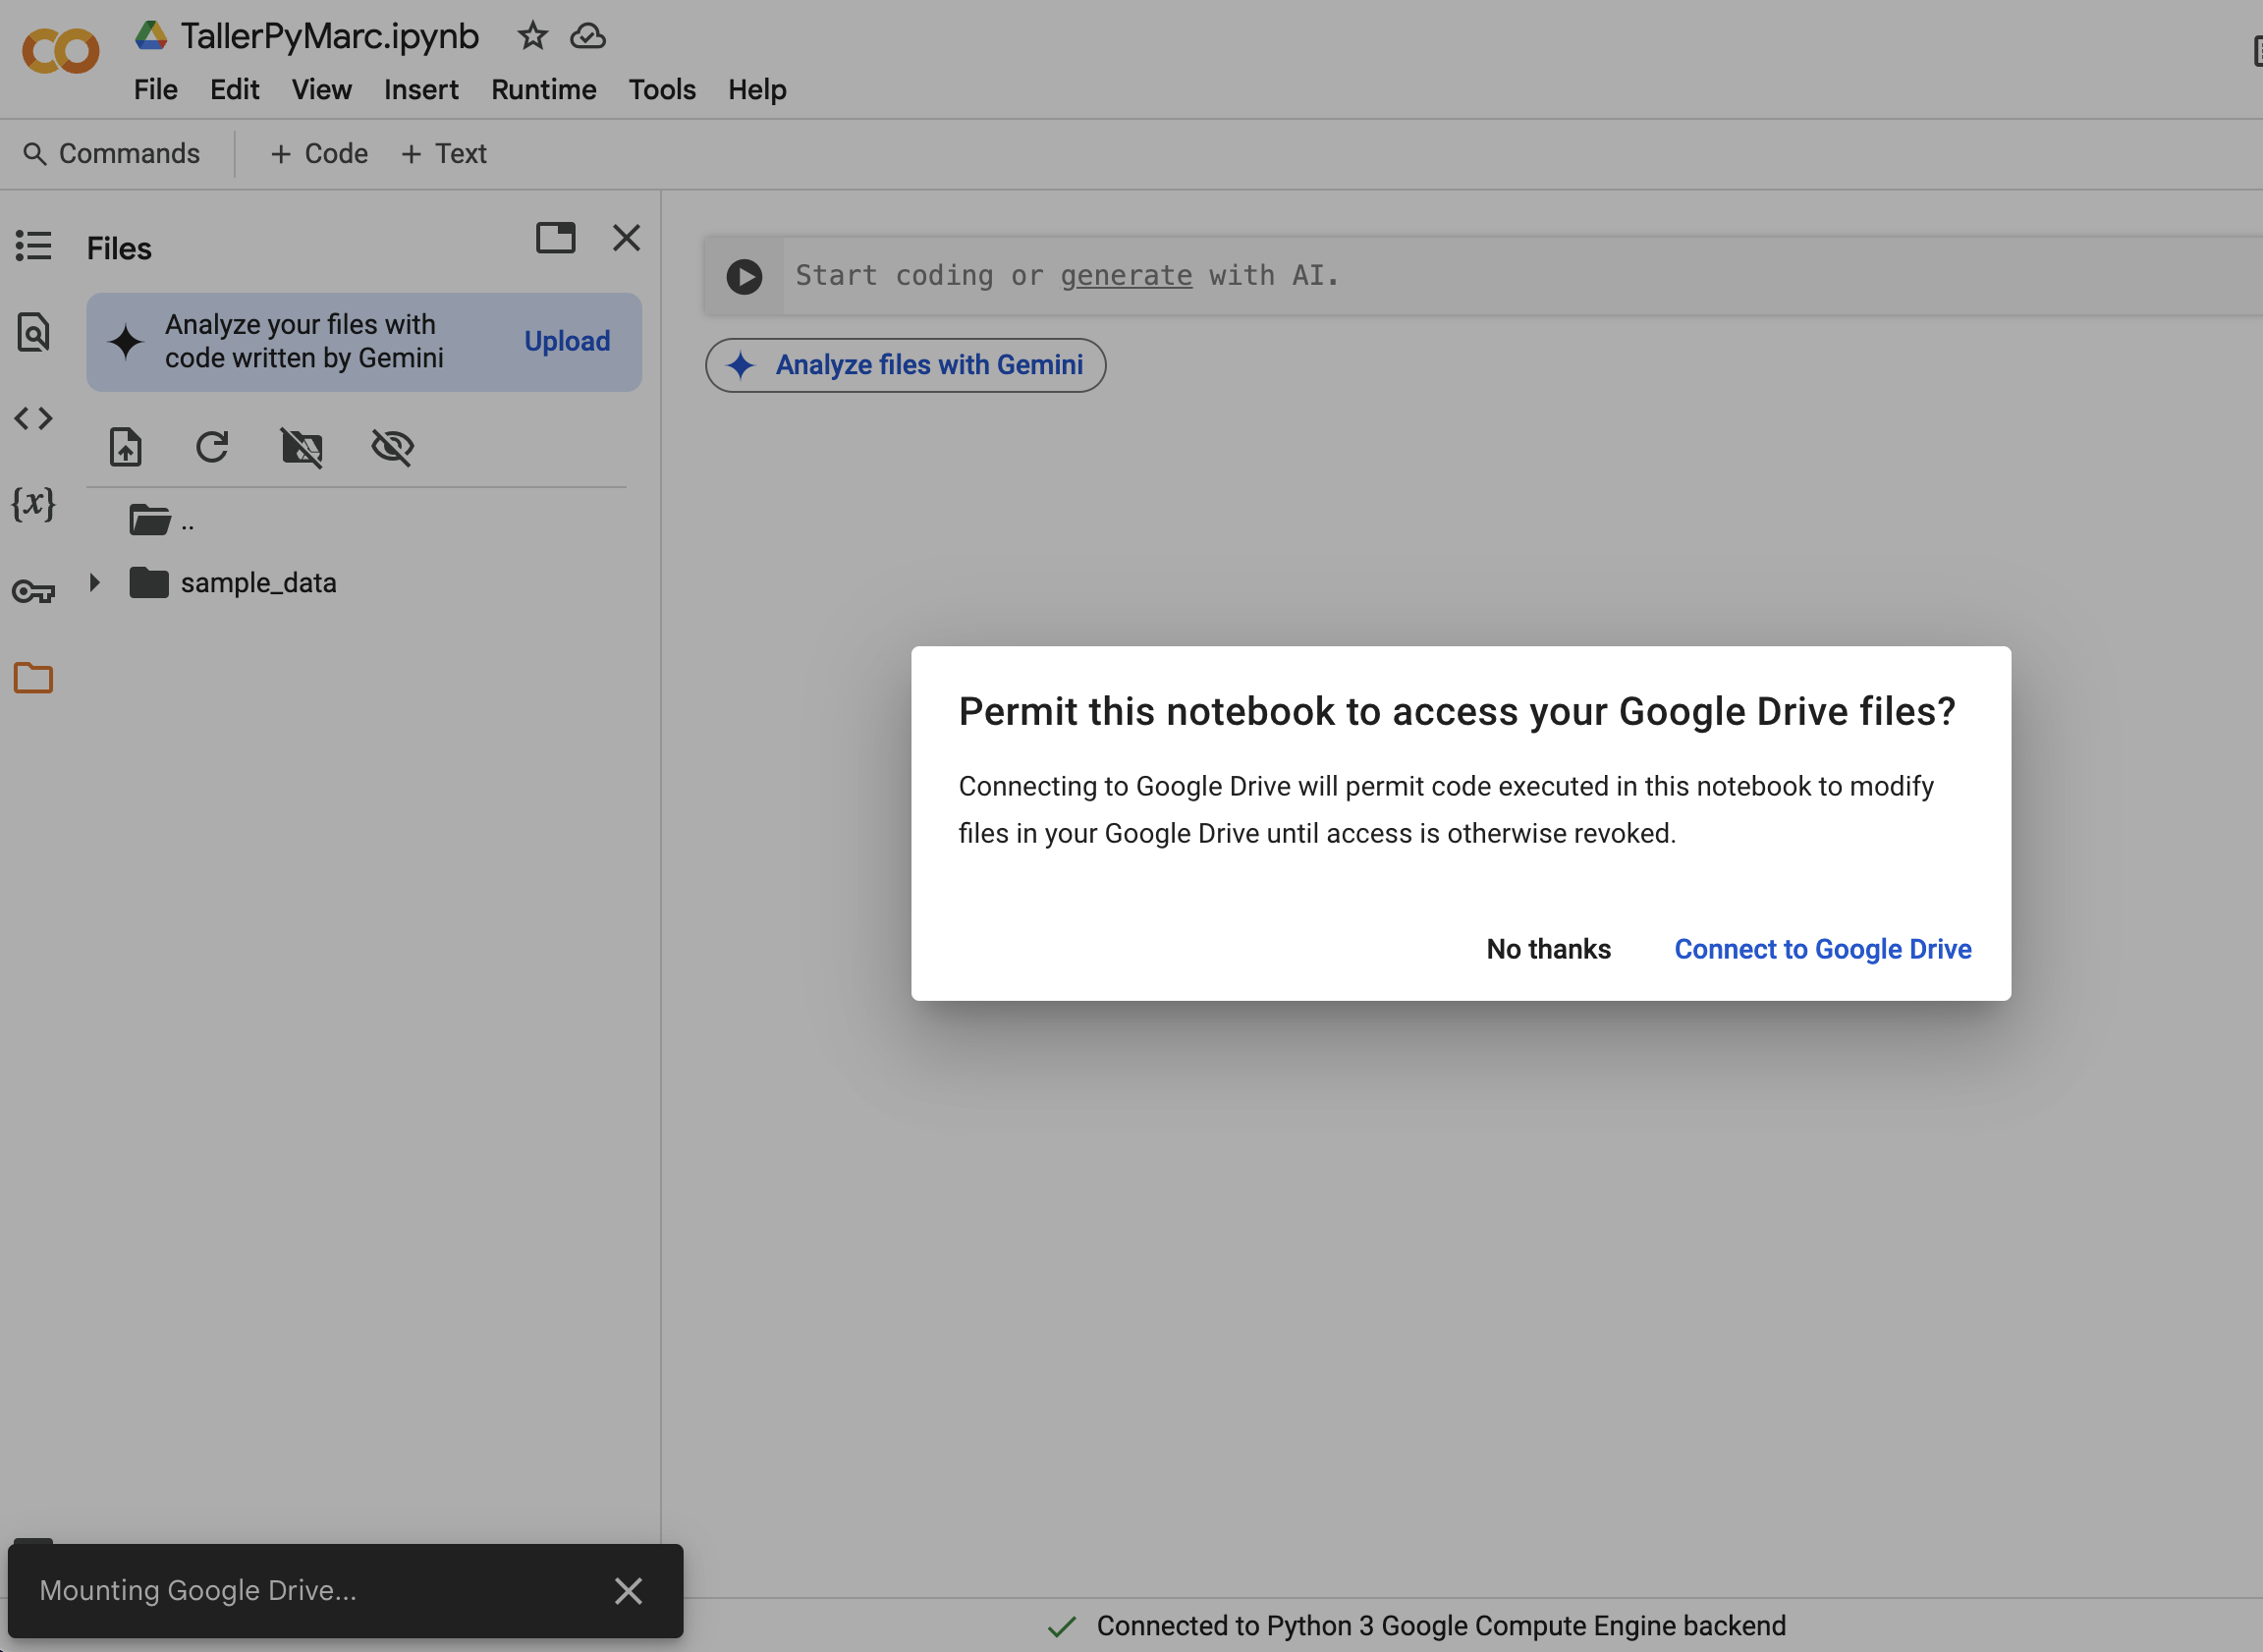 TallerPyMarc.ipynb
File Edit View Insert Runtime Tools Help
Commands + Code + Text
Files
Analyze your files with
code written by Gemini
Upload
{x}
..
sample_data
Start coding or generate with AI.
Analyze files with Gemini
Permit this notebook to access your Google Drive files?
Connecting to Google Drive will permit code executed in this notebook to modify
files in your Google Drive until access is otherwise revoked.
No thanks Connect to Google Drive
Mounting Google Drive...
Connected to Python 3 Google Compute Engine backend